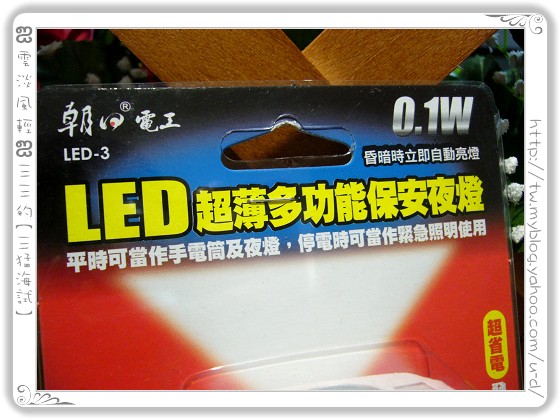 雲淡風輕
三三的【三猛海試】
朝日®電工
LED-3
0.1W
昏暗時立即自動亮燈
LED超薄多功能保安夜燈
平時可當作手電筒及夜燈，停電時可當作緊急照明使用
超省電
http://tw.myblog.yahoo.com/u-d/